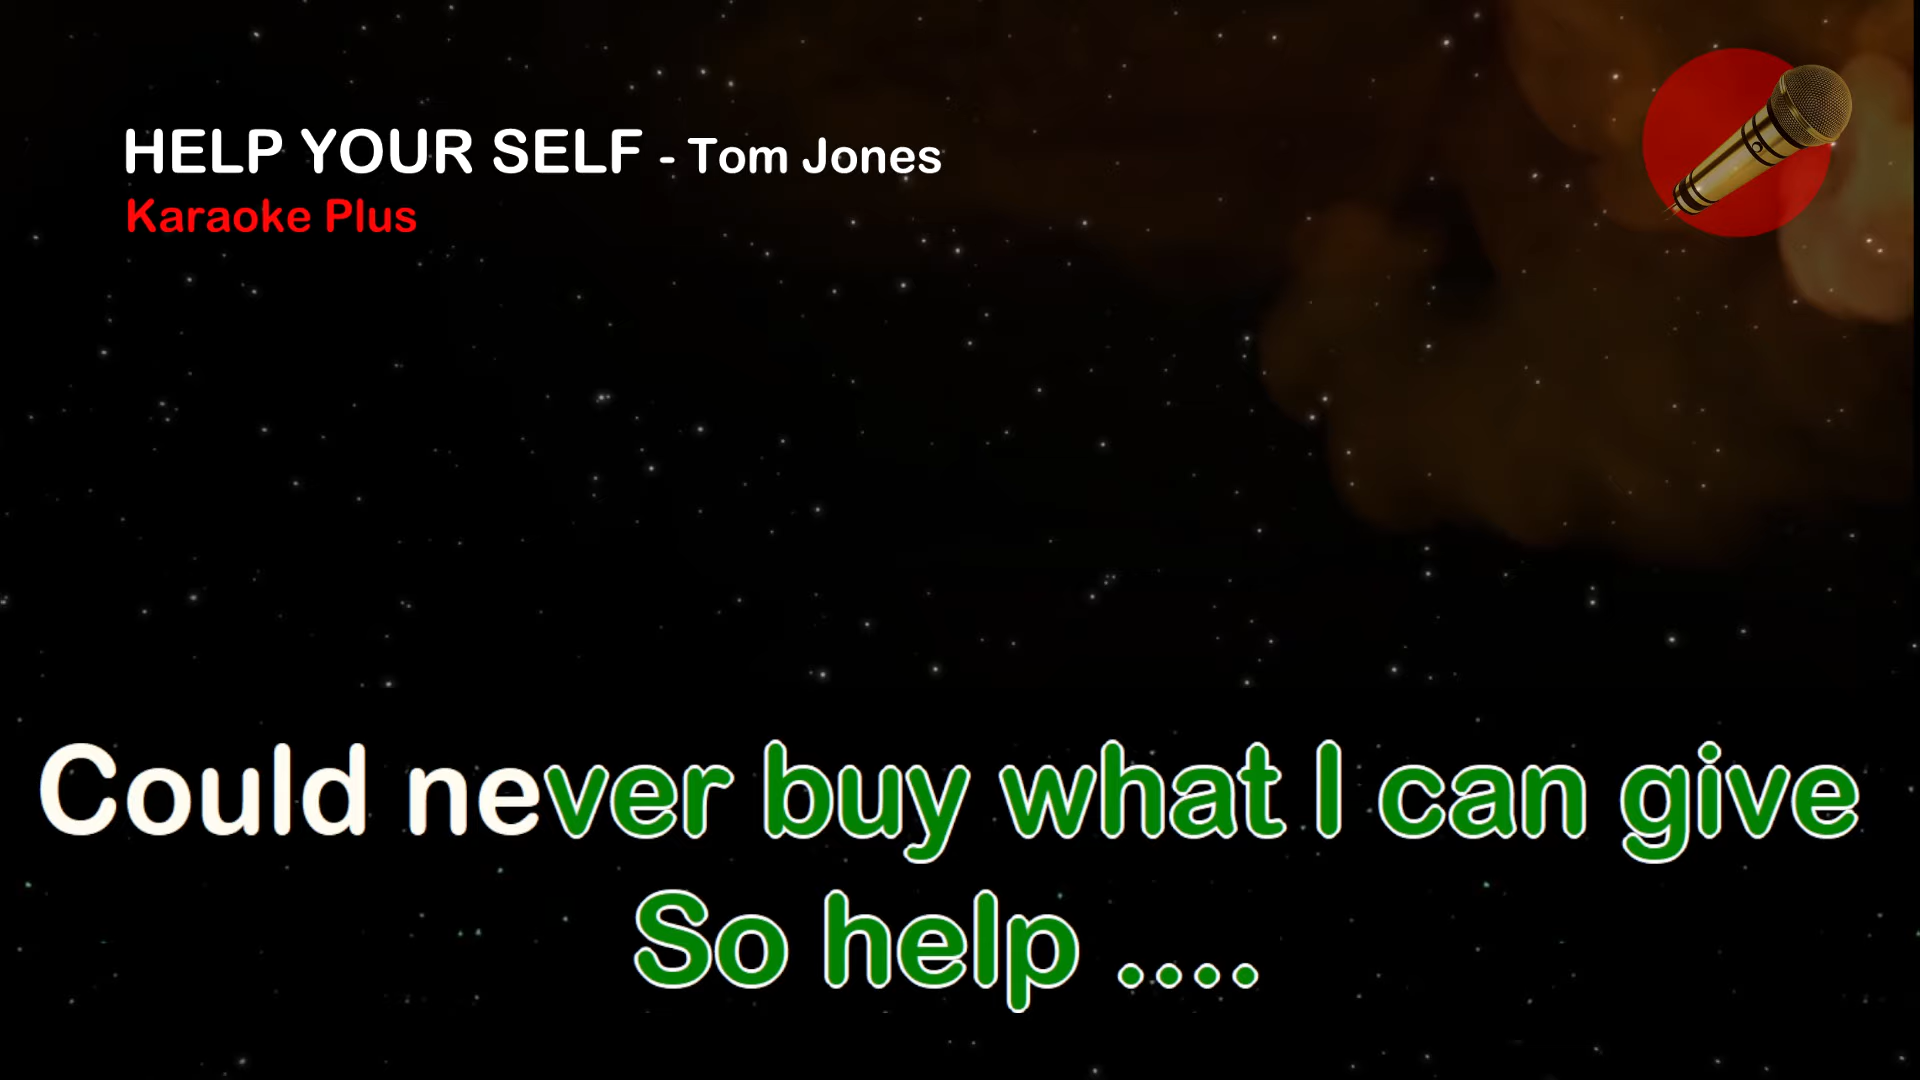 HELP YOUR SELF - Tom Jones
Karaoke Plus
Could never buy what I can give
So help ....